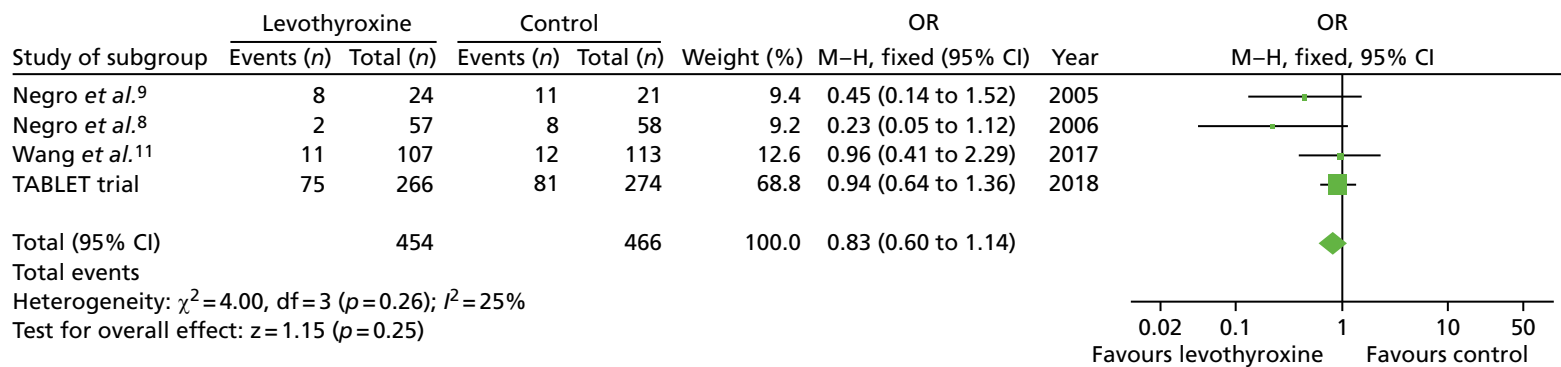 Levothyroxine Control OR OR
Study of subgroup Events (n) Total (n) Events (n) Total (n) Weight (%) M–H, fixed (95% CI) Year M–H, fixed, 95% CI
Negro et al.⁹ 8 24 11 21 9.4 0.45 (0.14 to 1.52) 2005
Negro et al.⁸ 2 57 8 58 9.2 0.23 (0.05 to 1.12) 2006
Wang et al.¹¹ 11 107 12 113 12.6 0.96 (0.41 to 2.29) 2017
TABLET trial 75 266 81 274 68.8 0.94 (0.64 to 1.36) 2018
Total (95% CI) 454 466 100.0 0.83 (0.60 to 1.14)
Total events
Heterogeneity: χ²=4.00, df=3 (p=0.26); I²=25%
Test for overall effect: z=1.15 (p=0.25)
0.02 0.1 1 10 50
Favours levothyroxine Favours control